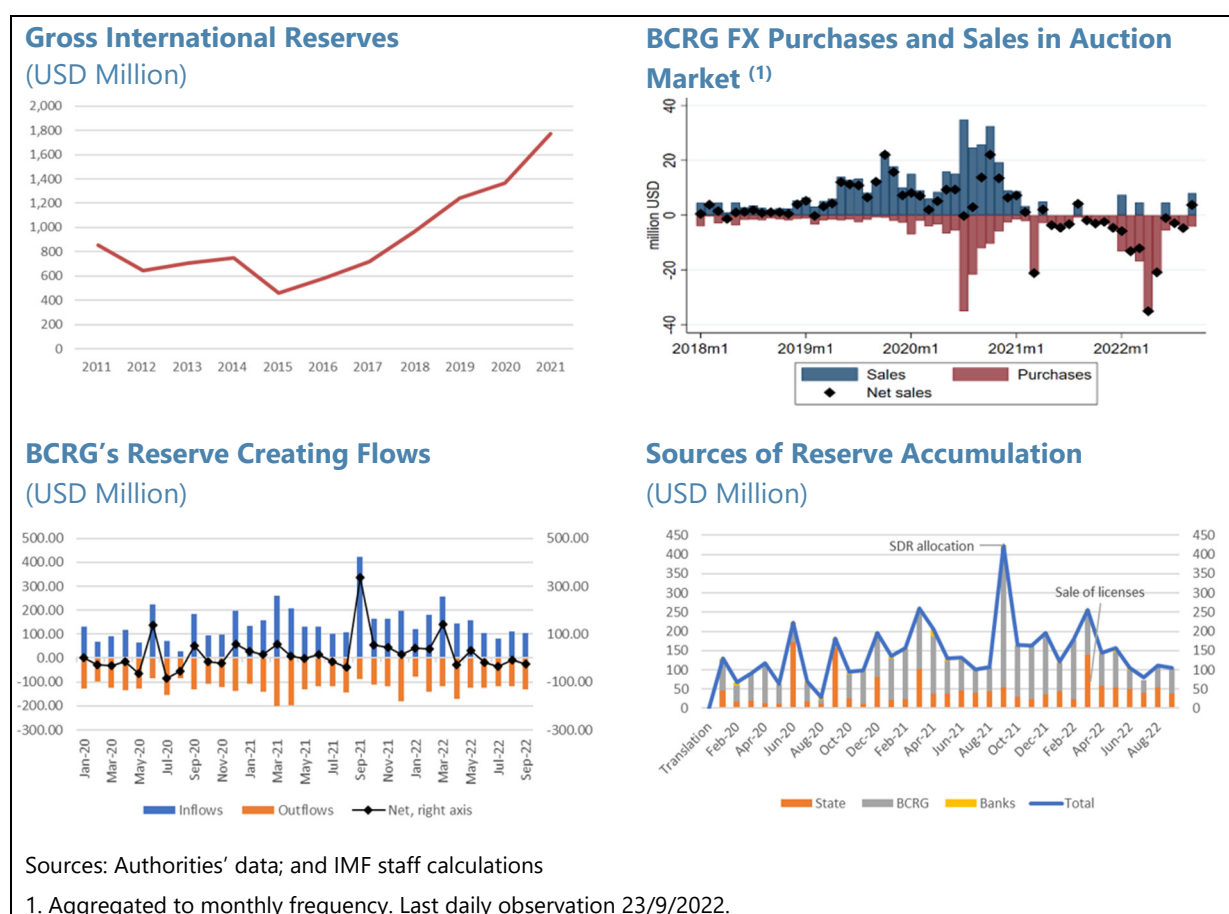 Gross International Reserves
(USD Million)
2,000
1,800
1,600
1,400
1,200
1,000
800
600
400
200
0
2011 2012 2013 2014 2015 2016 2017 2018 2019 2020 2021
BCRG FX Purchases and Sales in Auction
Market (1)
40
20
0
-20
-40
million USD
2018m1 2019m1 2020m1 2021m1 2022m1
Sales Purchases
Net sales
BCRG’s Reserve Creating Flows
(USD Million)
500.00 500.00
400.00
300.00 300.00
200.00
100.00 100.00
0.00
-100.00 -100.00
-200.00
-300.00 -300.00
Jan-20 Mar-20 May-20 Jul-20 Sep-20 Nov-20 Jan-21 Mar-21 May-21 Jul-21 Sep-21 Nov-21 Jan-22 Mar-22 May-22 Jul-22 Sep-22
Inflows Outflows Net, right axis
Sources of Reserve Accumulation
(USD Million)
450 450
400 400
350 350
300 300
250 250
200 200
150 150
100 100
50 50
0 0
SDR allocation
Sale of licenses
Translation Feb-20 Apr-20 Jun-20 Aug-20 Oct-20 Dec-20 Feb-21 Apr-21 Jun-21 Aug-21 Oct-21 Dec-21 Feb-22 Apr-22 Jun-22 Aug-22
State BCRG Banks Total
Sources: Authorities’ data; and IMF staff calculations
1. Aggregated to monthly frequency. Last daily observation 23/9/2022.